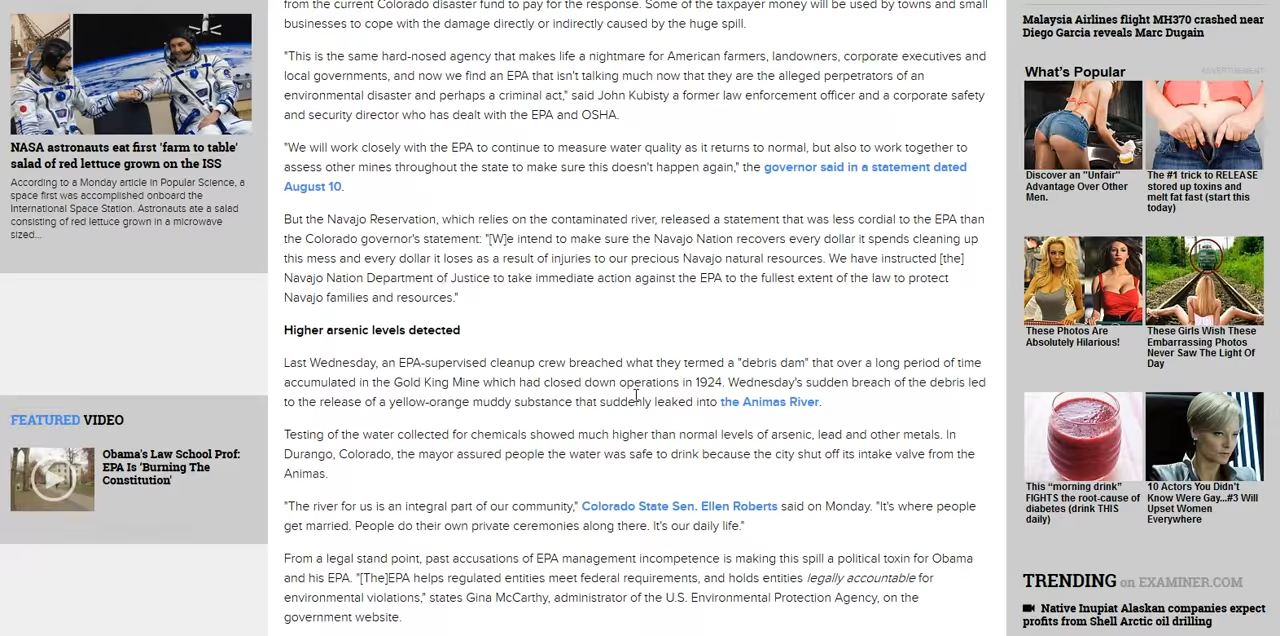 NASA astronauts eat first 'farm to table'
salad of red lettuce grown on the ISS
According to a Monday article in Popular Science, a
space first was accomplished onboard the
International Space Station. Astronauts ate a salad
consisting of red lettuce grown in a microwave
sized...
FEATURED VIDEO
Obama's Law School Prof:
EPA Is 'Burning The
Constitution'
from the current Colorado disaster fund to pay for the response. Some of the taxpayer money will be used by towns and small
businesses to cope with the damage directly or indirectly caused by the huge spill.
"This is the same hard-nosed agency that makes life a nightmare for American farmers, landowners, corporate executives and
local governments, and now we find an EPA that isn't talking much now that they are the alleged perpetrators of an
environmental disaster and perhaps a criminal act," said John Kubisty a former law enforcement officer and a corporate safety
and security director who has dealt with the EPA and OSHA.
"We will work closely with the EPA to continue to measure water quality as it returns to normal, but also to work together to
assess other mines throughout the state to make sure this doesn't happen again," the governor said in a statement dated
August 10.
But the Navajo Reservation, which relies on the contaminated river, released a statement that was less cordial to the EPA than
the Colorado governor's statement: "[W]e intend to make sure the Navajo Nation recovers every dollar it spends cleaning up
this mess and every dollar it loses as a result of injuries to our precious Navajo natural resources. We have instructed [the]
Navajo Nation Department of Justice to take immediate action against the EPA to the fullest extent of the law to protect
Navajo families and resources."
Higher arsenic levels detected
Last Wednesday, an EPA-supervised cleanup crew breached what they termed a "debris dam" that over a long period of time
accumulated in the Gold King Mine which had closed down operations in 1924. Wednesday's sudden breach of the debris led
to the release of a yellow-orange muddy substance that suddenly leaked into the Animas River.
Testing of the water collected for chemicals showed much higher than normal levels of arsenic, lead and other metals. In
Durango, Colorado, the mayor assured people the water was safe to drink because the city shut off its intake valve from the
Animas.
"The river for us is an integral part of our community," Colorado State Sen. Ellen Roberts said on Monday. "It's where people
get married. People do their own private ceremonies along there. It's our daily life."
From a legal stand point, past accusations of EPA management incompetence is making this spill a political toxin for Obama
and his EPA. "[The]EPA helps regulated entities meet federal requirements, and holds entities legally accountable for
environmental violations," states Gina McCarthy, administrator of the U.S. Environmental Protection Agency, on the
government website.
Malaysia Airlines flight MH370 crashed near
Diego Garcia reveals Marc Dugain
What's Popular
ADVERTISEMENT
Discover an "Unfair"
Advantage Over Other
Men.
The #1 trick to RELEASE
stored up toxins and
melt fat fast (start this
today)
These Photos Are
Absolutely Hilarious!
These Girls Wish These
Embarrassing Photos
Never Saw The Light Of
Day
This "morning drink"
FIGHTS the root-cause of
diabetes (drink THIS
daily)
10 Actors You Didn't
Know Were Gay...#3 Will
Upset Women
Everywhere
TRENDING on EXAMINER.COM
Native Inupiat Alaskan companies expect
profits from Shell Arctic oil drilling